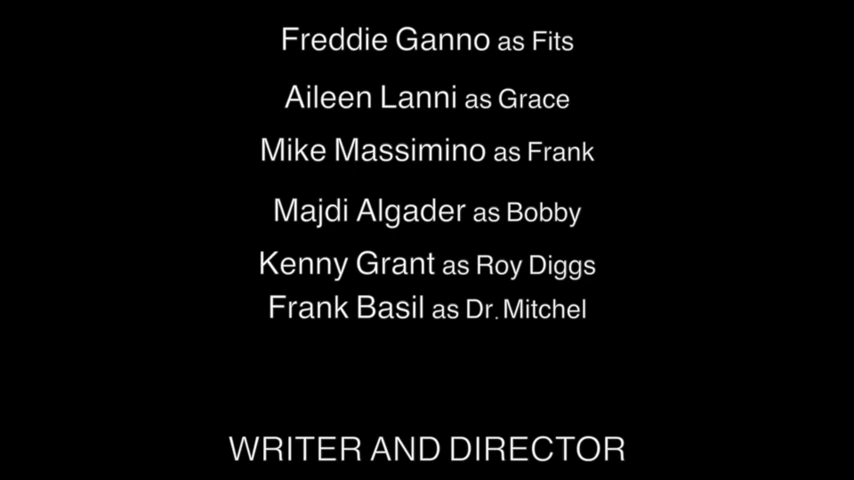 Freddie Ganno as Fits
Aileen Lanni as Grace
Mike Massimino as Frank
Majdi Algader as Bobby
Kenny Grant as Roy Diggs
Frank Basil as Dr. Mitchel
WRITER AND DIRECTOR